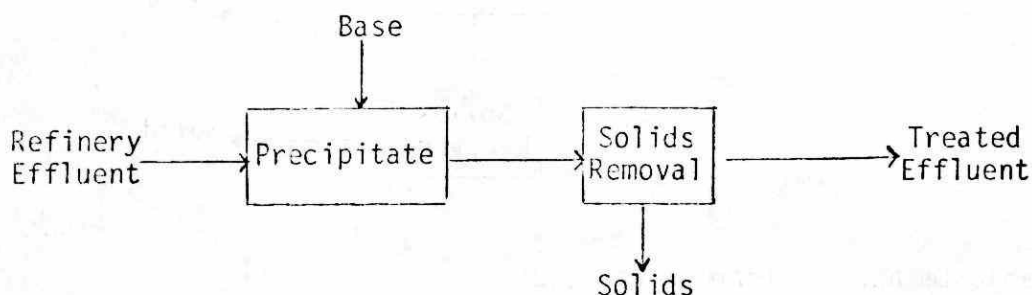 Base
Refinery
Effluent
Precipitate
Solids
Removal
Treated
Effluent
Solids